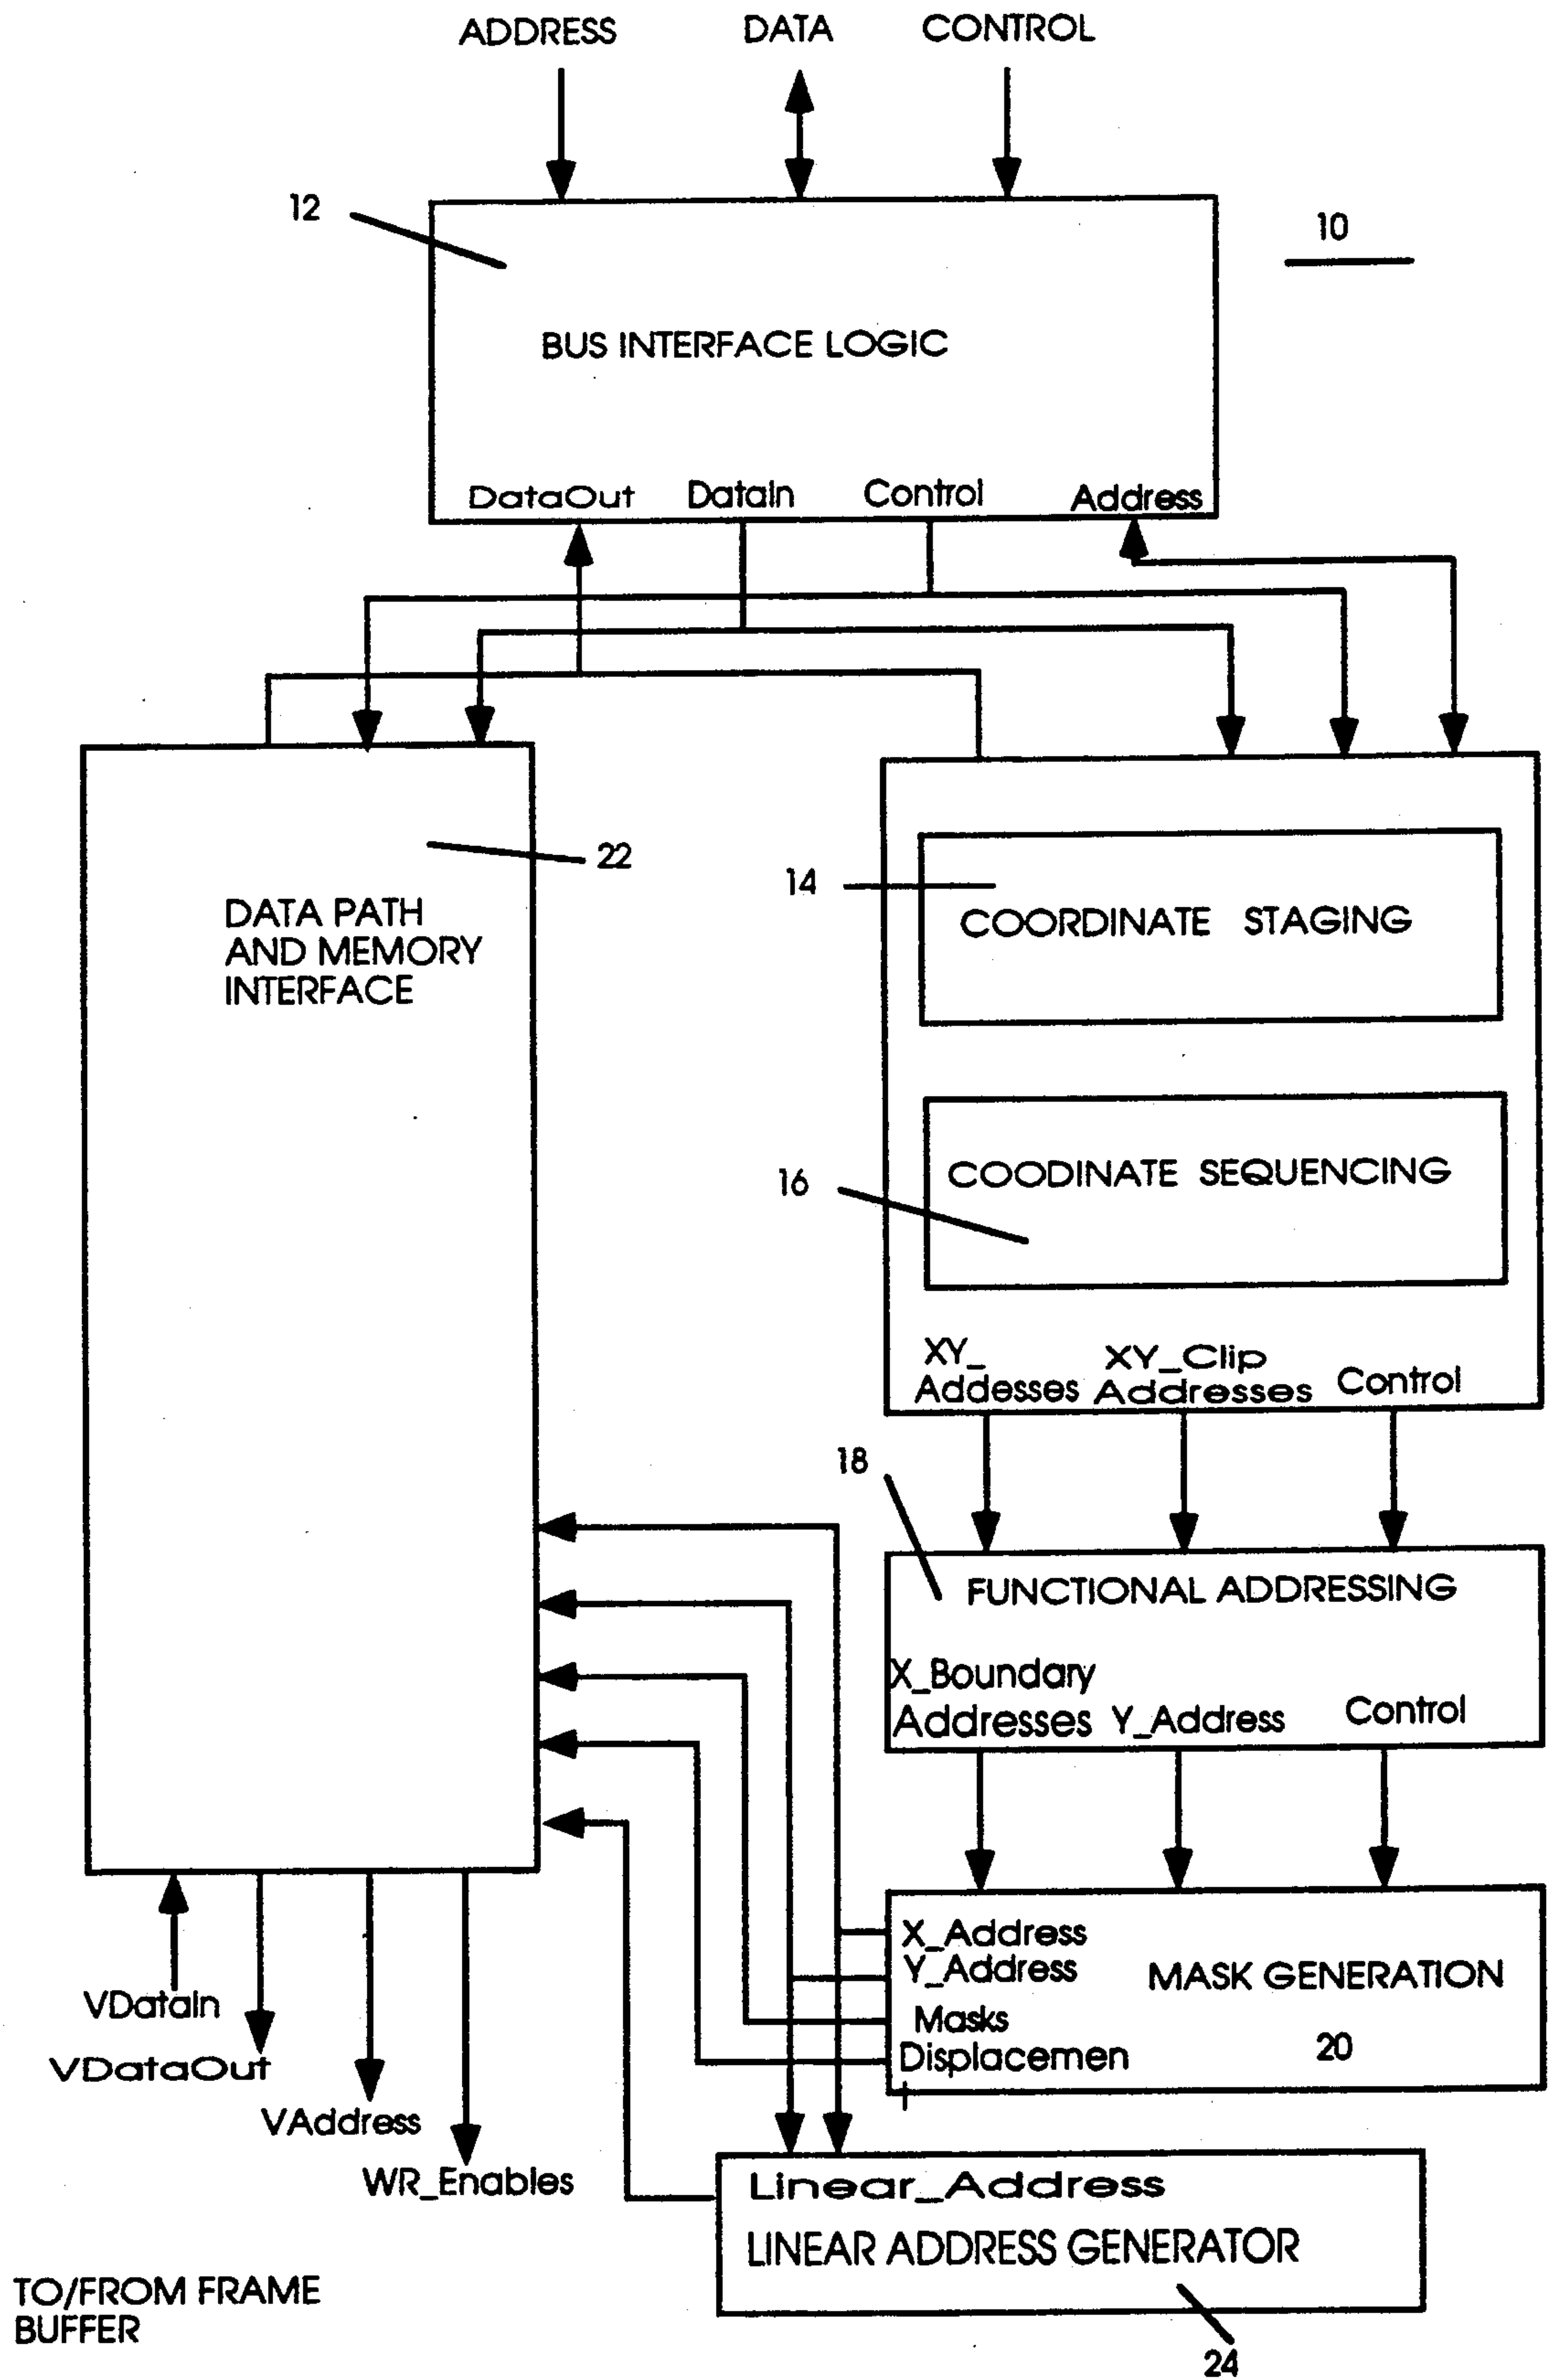 ADDRESS
DATA
CONTROL
12
10
BUS INTERFACE LOGIC
DataOut
DataIn
Control
Address
22
14
DATA PATH
AND MEMORY
INTERFACE
COORDINATE STAGING
16
COODINATE SEQUENCING
XY_
Addesses
XY_Clip
Addresses
Control
18
FUNCTIONAL ADDRESSING
X_Boundary
Addresses
Y_Address
Control
X_Address
Y_Address
Masks
Displacemen
t
MASK GENERATION
20
VDataIn
VDataOut
VAddress
WR_Enables
Linear_Address
LINEAR ADDRESS GENERATOR
TO/FROM FRAME
BUFFER
24